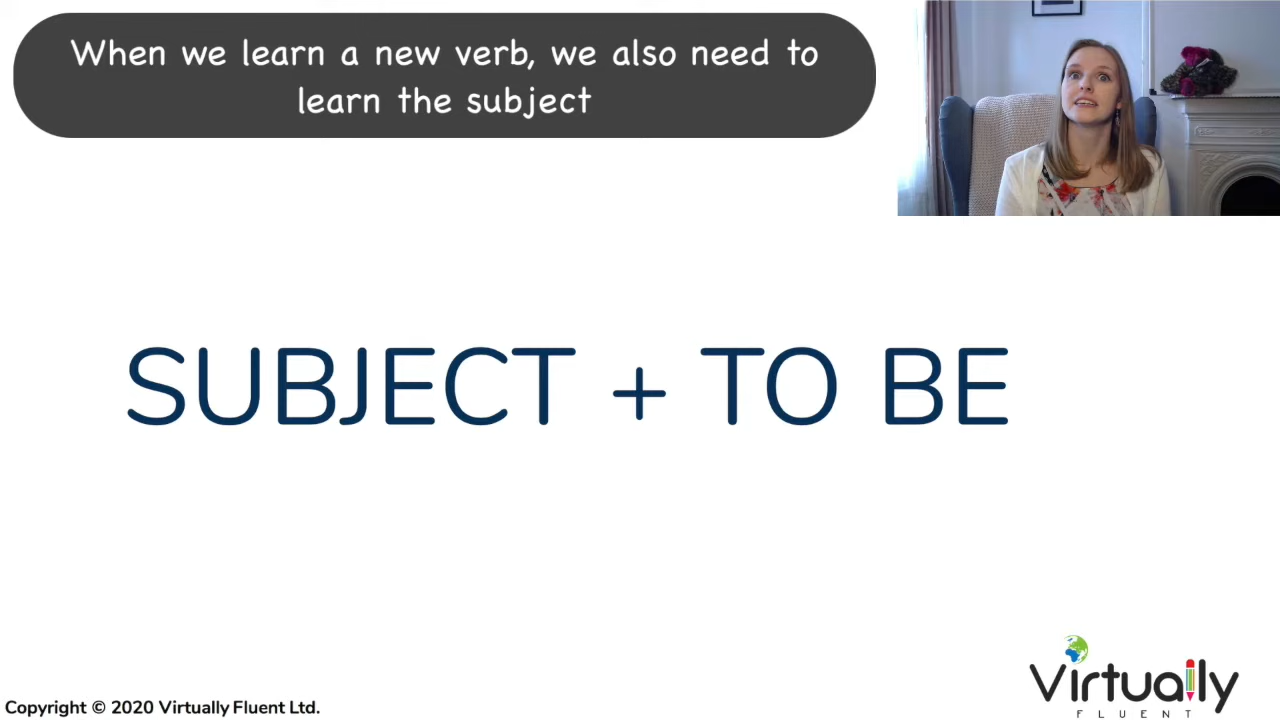 When we learn a new verb, we also need to
learn the subject
SUBJECT + TO BE
Virtually
FLUENT
Copyright © 2020 Virtually Fluent Ltd.